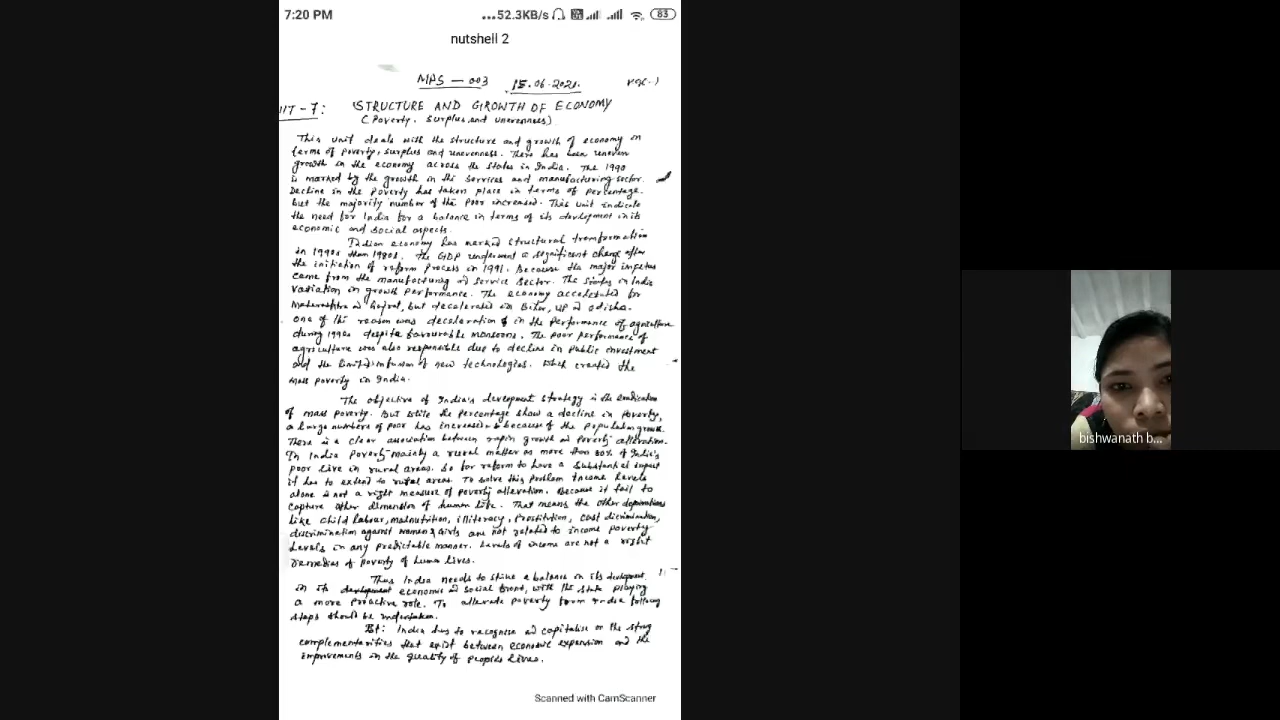 7:20 PM
...52.3KB/s
83
nutshell 2
MPS - 003 15.06.2021.
IIT - 7: STRUCTURE AND GROWTH OF ECONOMY
(Poverty, Surplus and unevenness)
This unit deals with the structure and growth of economy in
terms of poverty, surplus and unevenness. There has been uneven
growth in the economy across the states in India. The 1990
is marked by the growth in the services and manufacturing sector.
Decline in the poverty has taken place in terms of percentage.
but the majority number of the poor increased. This unit indicate
the need for India for a balance in terms of its development in its
economic and social aspects.
Indian economy has marked structural transformation
in 1990s than 1980s. The GDP underwent a significant change after
the initiation of reform process in 1991. Because the major impetus
came from the manufacturing and service sector. The states in India
variation in growth performance. The economy accelerated for
Maharashtra and Gujrat, but decelerated in Bihar, UP and Odisha.
One of the reason was deceleration in the performance of agriculture
during 1990s despite favourable monsoons. The poor performance of
agriculture was also responsible due to decline in public investment
and the limited infusion of new technologies. Which created the
mass poverty in India.
The objective of India's development strategy is the eradication
of mass poverty. But while the percentage show a decline in poverty,
a large numbers of poor has increased because of the population growth.
There is a clear association between rapid growth and poverty alleration.
In India poverty mainly a rural matter as more than 80% of India's
poor live in rural areas. So for reform to have a substantial impact
it has to extend to rural areas. To solve this problem income levels
alone is not a right measure of poverty alleration. Because it fail to
capture other dimension of human life. That means the other deprivations
like child labour, malnutrition, illiteracy, prostitution, cast discrimination,
discrimination against women & girls are not related to income poverty
levels in any predictable manner. Levels of income are not a right
remedies of poverty of human lives.
Thus India needs to strike a balance in its development
in its economic and social front, with the state playing
a more proactive role. To allerate poverty form India following
steps should be undertaken.
Ist: India has to recognise and capitalise on the strong
complementarities that exist between economic expansion and the
improvements in the quality of peoples lives.
Scanned with CamScanner
bishwanath b...